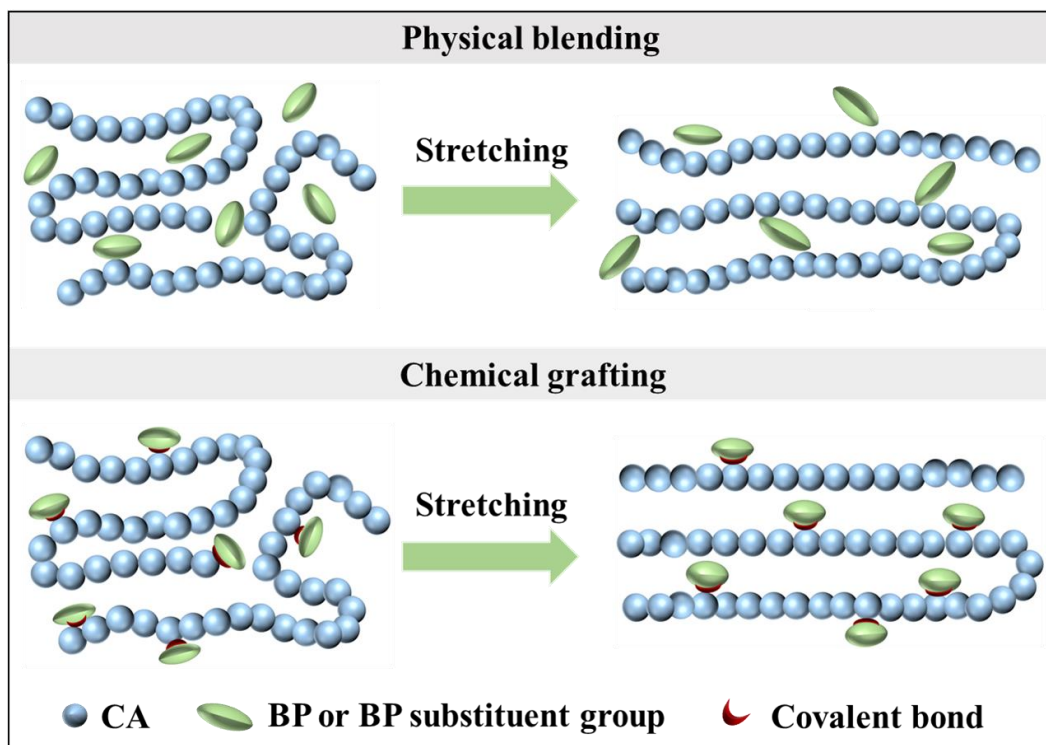 Physical blending
Stretching
Chemical grafting
Stretching
CA BP or BP substituent group Covalent bond